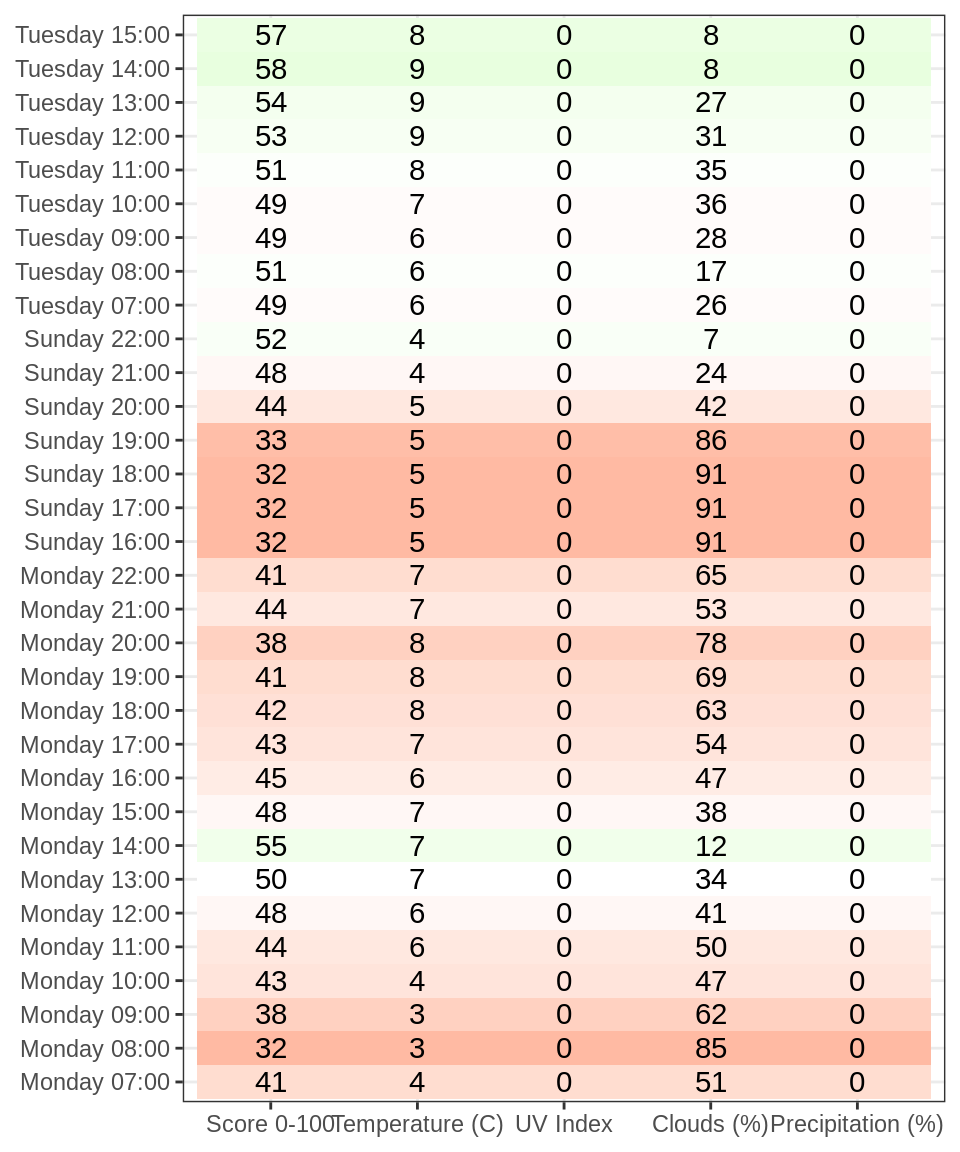 Tuesday 15:00 57 8 0 8 0
Tuesday 14:00 58 9 0 8 0
Tuesday 13:00 54 9 0 27 0
Tuesday 12:00 53 9 0 31 0
Tuesday 11:00 51 8 0 35 0
Tuesday 10:00 49 7 0 36 0
Tuesday 09:00 49 6 0 28 0
Tuesday 08:00 51 6 0 17 0
Tuesday 07:00 49 6 0 26 0
Sunday 22:00 52 4 0 7 0
Sunday 21:00 48 4 0 24 0
Sunday 20:00 44 5 0 42 0
Sunday 19:00 33 5 0 86 0
Sunday 18:00 32 5 0 91 0
Sunday 17:00 32 5 0 91 0
Sunday 16:00 32 5 0 91 0
Monday 22:00 41 7 0 65 0
Monday 21:00 44 7 0 53 0
Monday 20:00 38 8 0 78 0
Monday 19:00 41 8 0 69 0
Monday 18:00 42 8 0 63 0
Monday 17:00 43 7 0 54 0
Monday 16:00 45 6 0 47 0
Monday 15:00 48 7 0 38 0
Monday 14:00 55 7 0 12 0
Monday 13:00 50 7 0 34 0
Monday 12:00 48 6 0 41 0
Monday 11:00 44 6 0 50 0
Monday 10:00 43 4 0 47 0
Monday 09:00 38 3 0 62 0
Monday 08:00 32 3 0 85 0
Monday 07:00 41 4 0 51 0
Score 0-100 Temperature (C) UV Index Clouds (%) Precipitation (%)